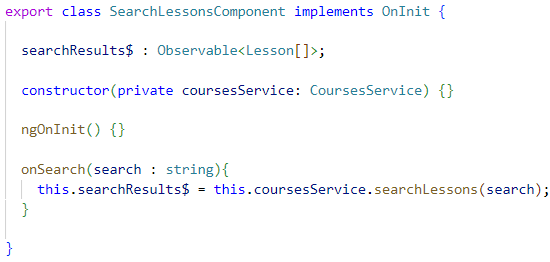 export class SearchLessonsComponent implements OnInit {
searchResults$ : Observable<Lesson[]>;
constructor(private coursesService: CoursesService) {}
ngOnInit() {}
onSearch(search : string){
this.searchResults$ = this.coursesService.searchLessons(search);
}
}